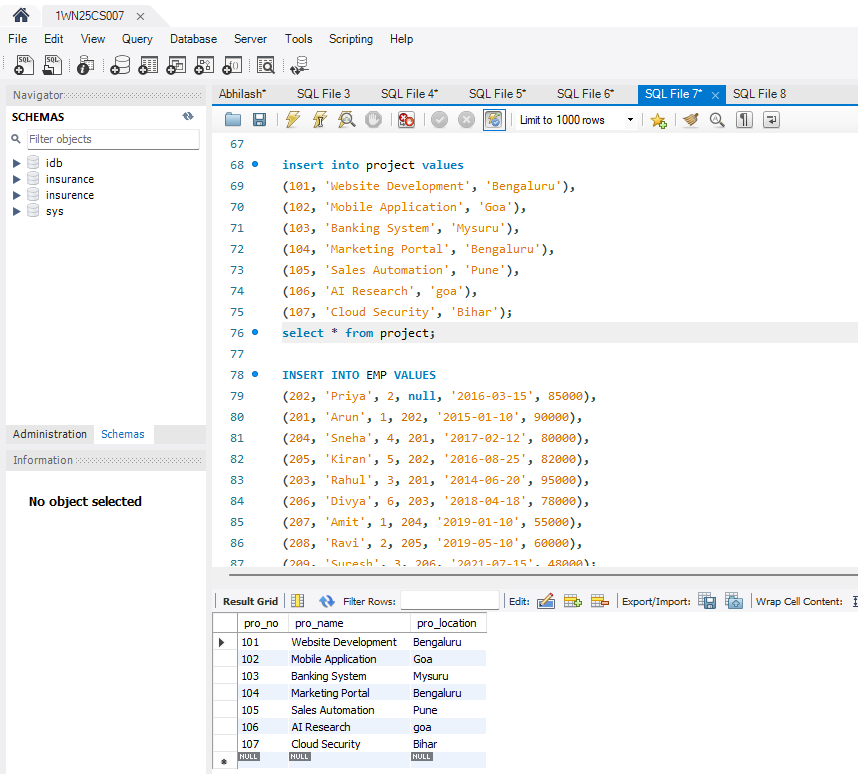 1WN25CS007 ×
File Edit View Query Database Server Tools Scripting Help
Navigator
SCHEMAS
Filter objects
idb
insurance
insurence
sys
Administration Schemas
Information
No object selected
Abhilash* SQL File 3 SQL File 4* SQL File 5* SQL File 6* SQL File 7* × SQL File 8
Limit to 1000 rows
67
68 insert into project values
69 (101, 'Website Development', 'Bengaluru'),
70 (102, 'Mobile Application', 'Goa'),
71 (103, 'Banking System', 'Mysuru'),
72 (104, 'Marketing Portal', 'Bengaluru'),
73 (105, 'Sales Automation', 'Pune'),
74 (106, 'AI Research', 'goa'),
75 (107, 'Cloud Security', 'Bihar');
76 select * from project;
77
78 INSERT INTO EMP VALUES
79 (202, 'Priya', 2, null, '2016-03-15', 85000),
80 (201, 'Arun', 1, 202, '2015-01-10', 90000),
81 (204, 'Sneha', 4, 201, '2017-02-12', 80000),
82 (205, 'Kiran', 5, 202, '2016-08-25', 82000),
83 (203, 'Rahul', 3, 201, '2014-06-20', 95000),
84 (206, 'Divya', 6, 203, '2018-04-18', 78000),
85 (207, 'Amit', 1, 204, '2019-01-10', 55000),
86 (208, 'Ravi', 2, 205, '2019-05-10', 60000),
87 (209, 'Suresh', 3, 206, '2021-07-15', 48000);
Result Grid Filter Rows: Edit: Export/Import: Wrap Cell Content:
pro_no pro_name pro_location
101 Website Development Bengaluru
102 Mobile Application Goa
103 Banking System Mysuru
104 Marketing Portal Bengaluru
105 Sales Automation Pune
106 AI Research goa
107 Cloud Security Bihar
NULL NULL NULL